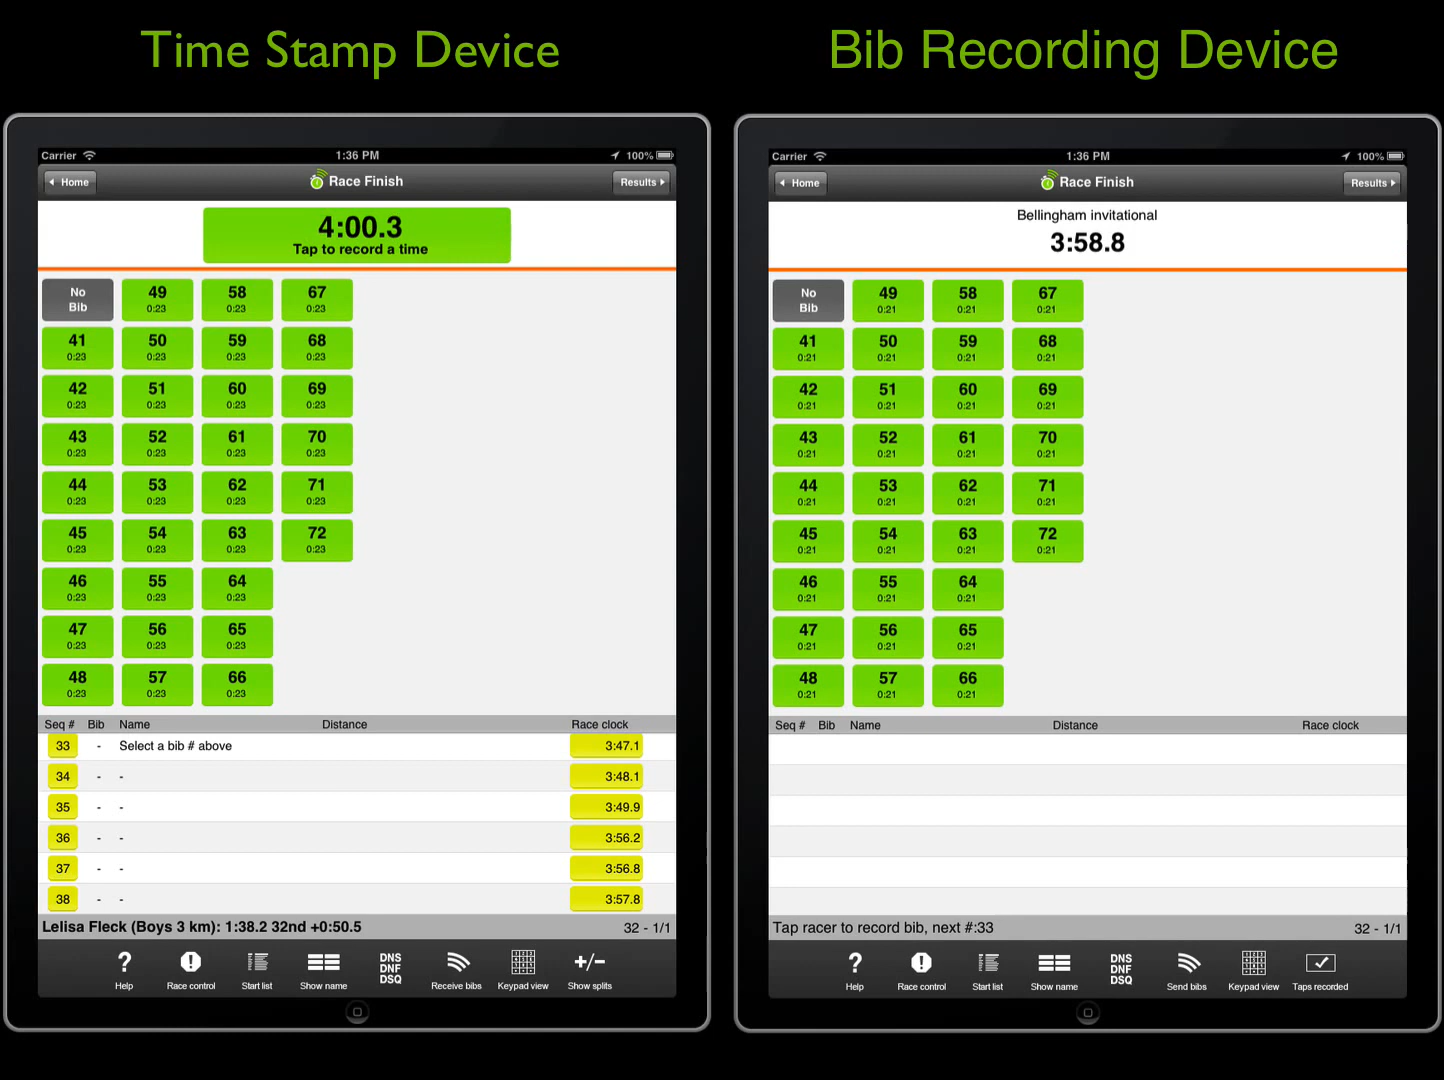 Time Stamp Device
Bib Recording Device
Carrier
1:36 PM
100%
Home
Race Finish
Results
4:00.3
Tap to record a time
No Bib
49 0:23
58 0:23
67 0:23
41 0:23
50 0:23
59 0:23
68 0:23
42 0:23
51 0:23
60 0:23
69 0:23
43 0:23
52 0:23
61 0:23
70 0:23
44 0:23
53 0:23
62 0:23
71 0:23
45 0:23
54 0:23
63 0:23
72 0:23
46 0:23
55 0:23
64 0:23
47 0:23
56 0:23
65 0:23
48 0:23
57 0:23
66 0:23
Seq # Bib Name Distance Race clock
33 - Select a bib # above 3:47.1
34 - - 3:48.1
35 - - 3:49.9
36 - - 3:56.2
37 - - 3:56.8
38 - - 3:57.8
Lelisa Fleck (Boys 3 km): 1:38.2 32nd +0:50.5 32 - 1/1
? Help
! Race control
Start list
Show name
DNS
DNF
DSQ
Receive bibs
Keypad view
+/- Show splits
Carrier
1:36 PM
100%
Home
Race Finish
Results
Bellingham invitational
3:58.8
No Bib
49 0:21
58 0:21
67 0:21
41 0:21
50 0:21
59 0:21
68 0:21
42 0:21
51 0:21
60 0:21
69 0:21
43 0:21
52 0:21
61 0:21
70 0:21
44 0:21
53 0:21
62 0:21
71 0:21
45 0:21
54 0:21
63 0:21
72 0:21
46 0:21
55 0:21
64 0:21
47 0:21
56 0:21
65 0:21
48 0:21
57 0:21
66 0:21
Seq # Bib Name Distance Race clock
Tap racer to record bib, next #:33 32 - 1/1
? Help
! Race control
Start list
Show name
DNS
DNF
DSQ
Send bibs
Keypad view
Taps recorded